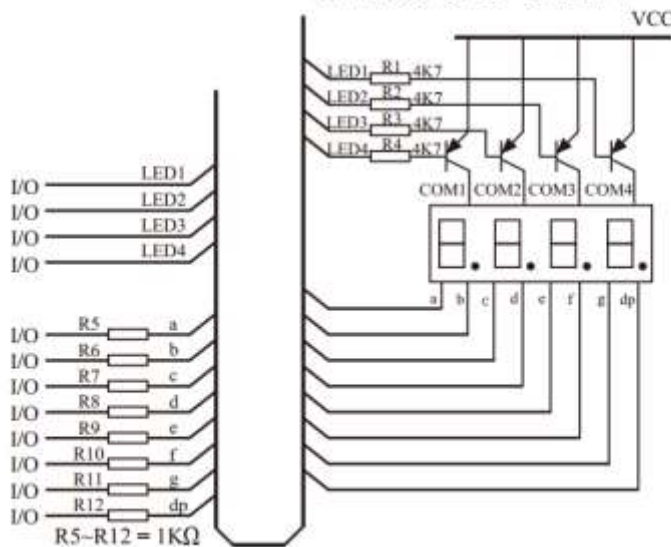 VCC
LED1 R1 4K7
LED2 R2 4K7
LED3 R3 4K7
LED4 R4 4K7
COM1 COM2 COM3 COM4
I/O LED1
I/O LED2
I/O LED3
I/O LED4
a b c d e f g dp
I/O R5 a
I/O R6 b
I/O R7 c
I/O R8 d
I/O R9 e
I/O R10 f
I/O R11 g
I/O R12 dp
R5~R12 = 1KΩ